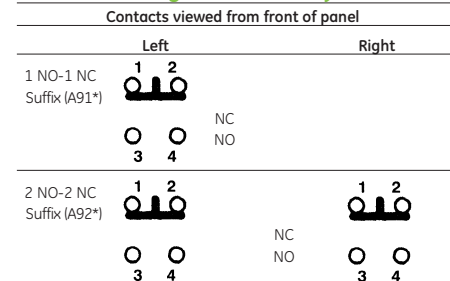 Contacts viewed from front of panel
Left Right
1 NO-1 NC
Suffix (A91*)
1 2
NC
NO
3 4
2 NO-2 NC
Suffix (A92*)
1 2 1 2
NC
NO
3 4 3 4